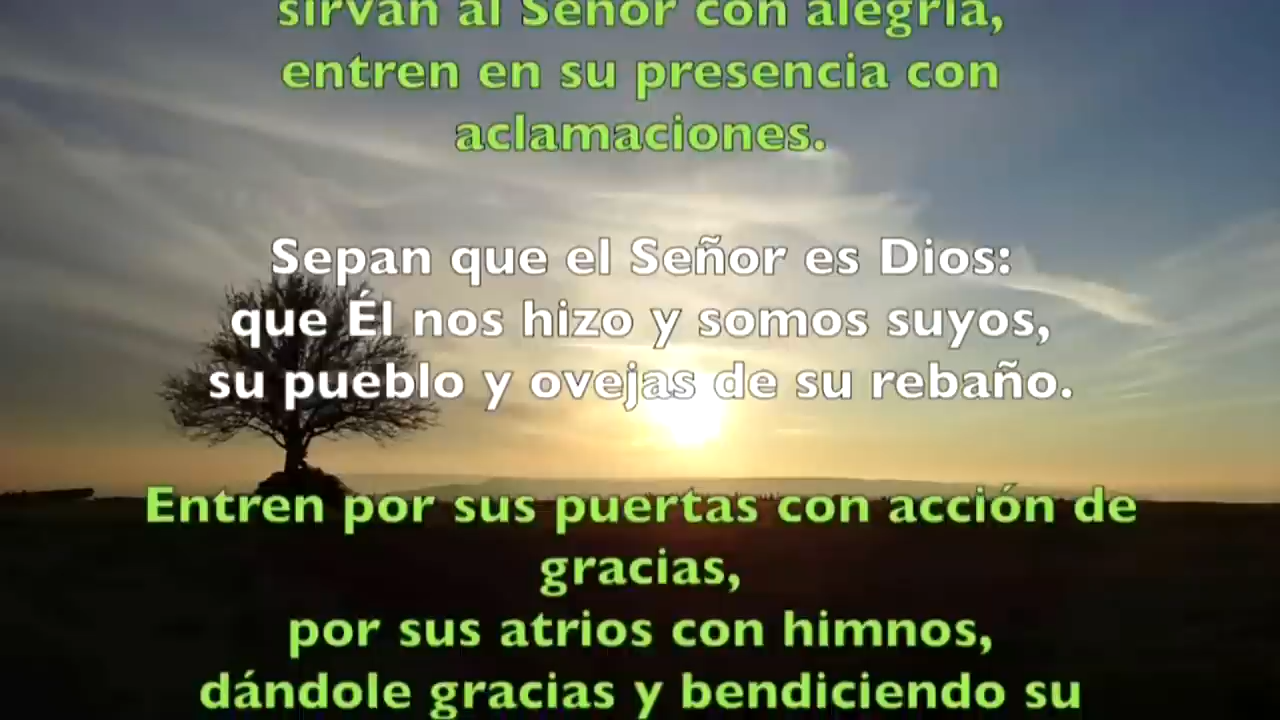 sirvan al Señor con alegría,
entren en su presencia con
aclamaciones.
Sepan que el Señor es Dios:
que Él nos hizo y somos suyos,
su pueblo y ovejas de su rebaño.
Entren por sus puertas con acción de
gracias,
por sus atrios con himnos,
dándole gracias y bendiciendo su